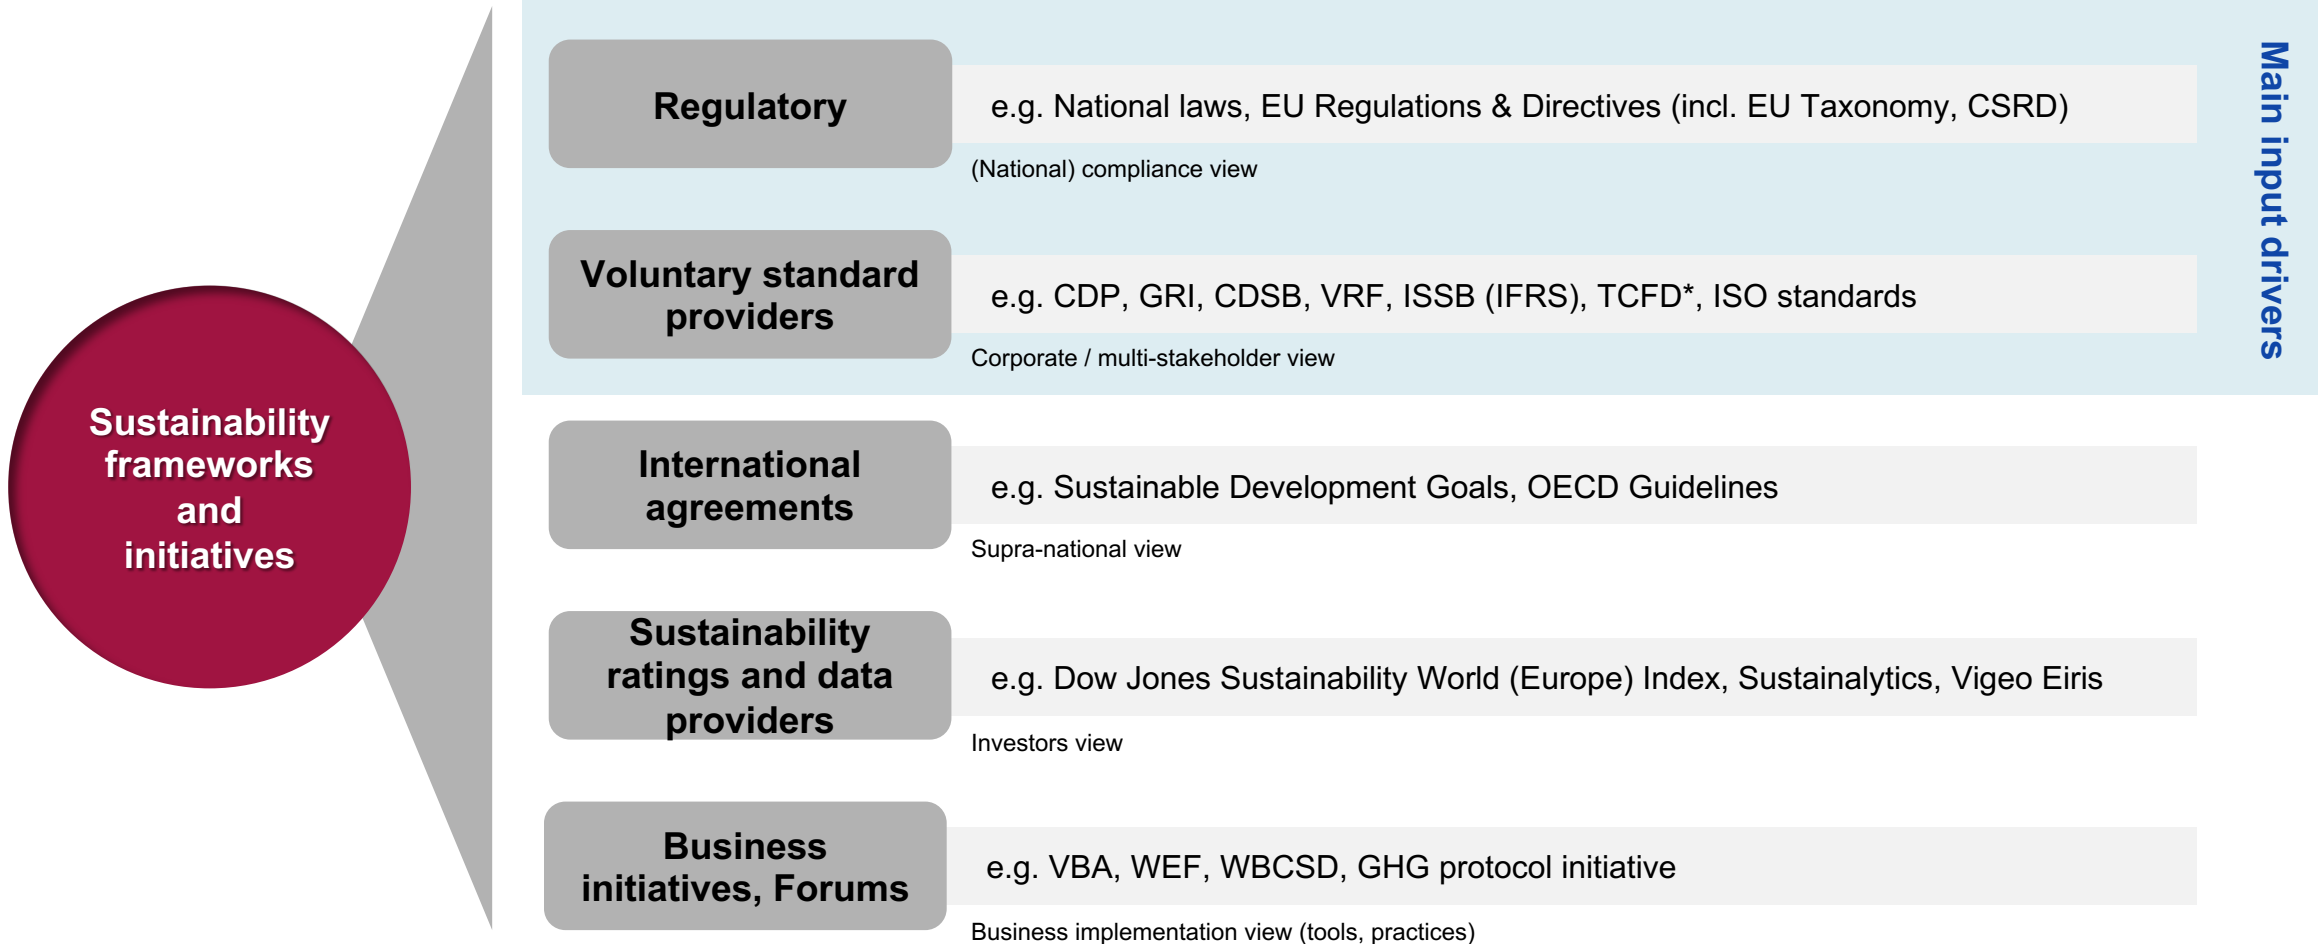 Sustainability
frameworks
and
initiatives
Regulatory
e.g. National laws, EU Regulations & Directives (incl. EU Taxonomy, CSRD)
(National) compliance view
Voluntary standard
providers
e.g. CDP, GRI, CDSB, VRF, ISSB (IFRS), TCFD*, ISO standards
Corporate / multi-stakeholder view
Main input drivers
International
agreements
e.g. Sustainable Development Goals, OECD Guidelines
Supra-national view
Sustainability
ratings and data
providers
e.g. Dow Jones Sustainability World (Europe) Index, Sustainalytics, Vigeo Eiris
Investors view
Business
initiatives, Forums
e.g. VBA, WEF, WBCSD, GHG protocol initiative
Business implementation view (tools, practices)